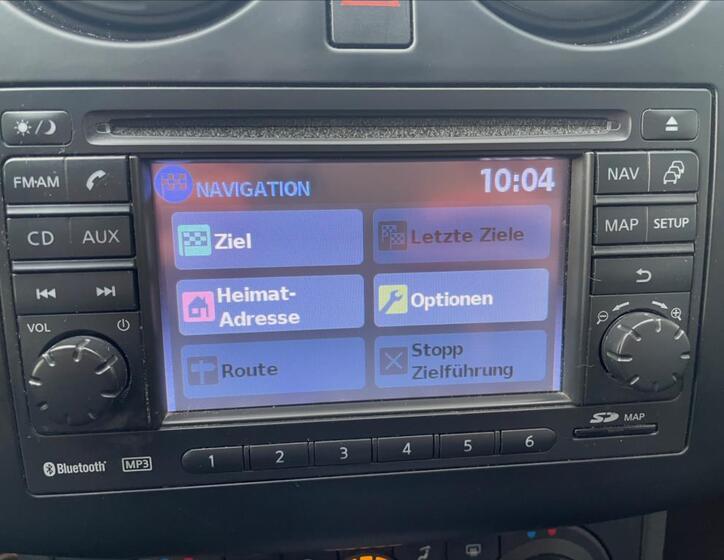 FM·AM
CD AUX
VOL
NAVIGATION 10:04
Ziel
Letzte Ziele
Heimat-
Adresse
Optionen
Route
Stopp
Zielführung
NAV
MAP SETUP
Bluetooth®
MP3
1 2 3 4 5 6
SD MAP